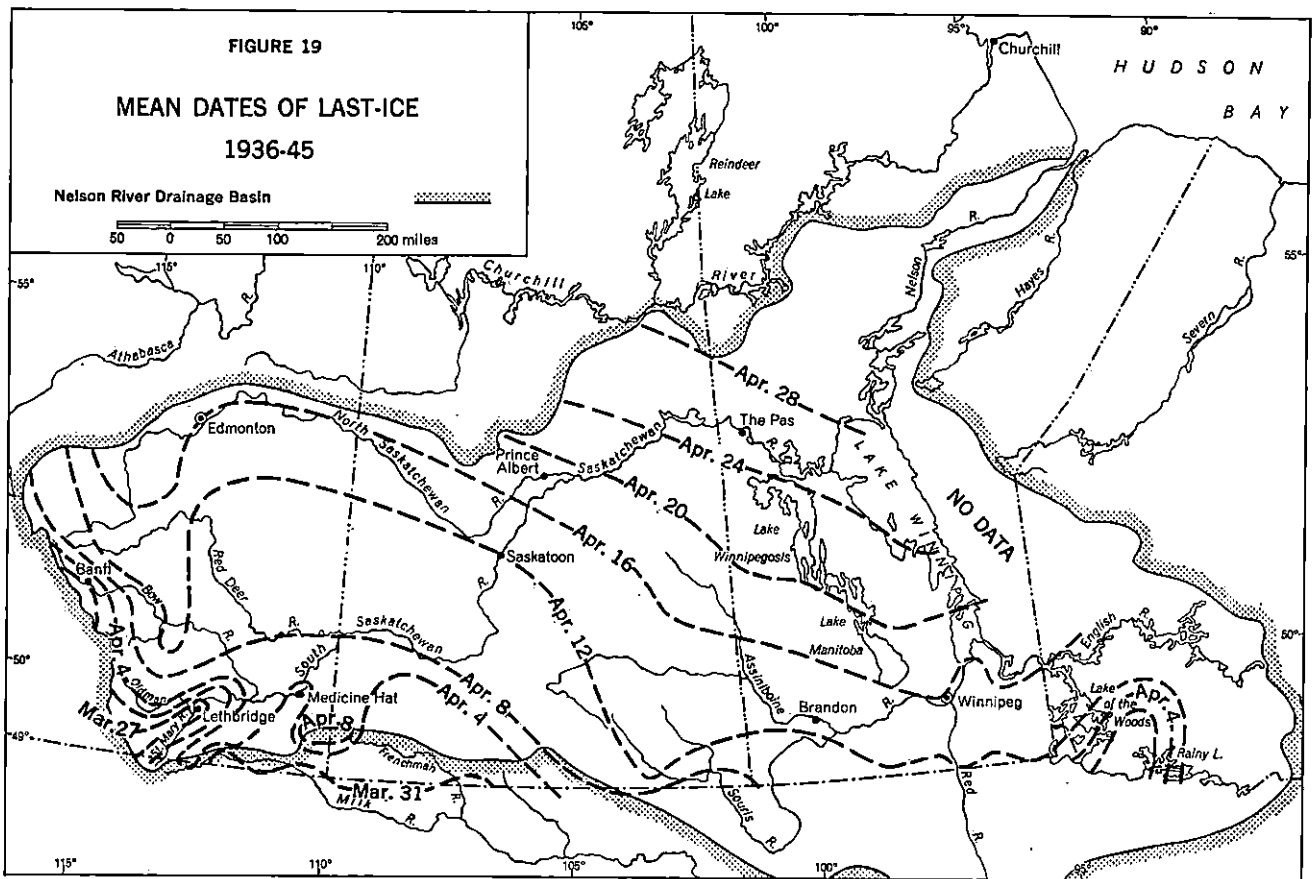 FIGURE 19
MEAN DATES OF LAST-ICE
1936-45
Nelson River Drainage Basin
50 0 50 100 200 miles
105°
100°
95°
90°
Churchill
HUDSON
BAY
Reindeer
Lake
115°
110°
55°
55°
Churchill
River
Nelson
R.
Hayes
R.
Severn
R.
Athabasca
R.
Apr. 28
Edmonton
North
Saskatchewan
The Pas
R.
Prince
Albert
Saskatchewan
R.
Apr. 24
LAKE WINNIPEG
NO DATA
Apr. 20
Lake
Winnipegosis
Apr. 16
Saskatoon
R.
Banff
Bow
Red Deer
R.
R.
Saskatchewan
South
Apr. 12
Lake
Manitoba
English
R.
50°
50°
Apr. 4
Oldman
Assiniboine
R.
Winnipeg
Medicine Hat
Apr. 8
Apr. 4
Brandon
Lake
of the
Woods
Apr. 4
Mar. 27
Lethbridge
St Mary R.
Apr. 8
49°
Rainy L.
Frenchman
R.
Mar. 31
Milk
R.
Souris
R.
Red
R.
115°
110°
105°
100°
95°